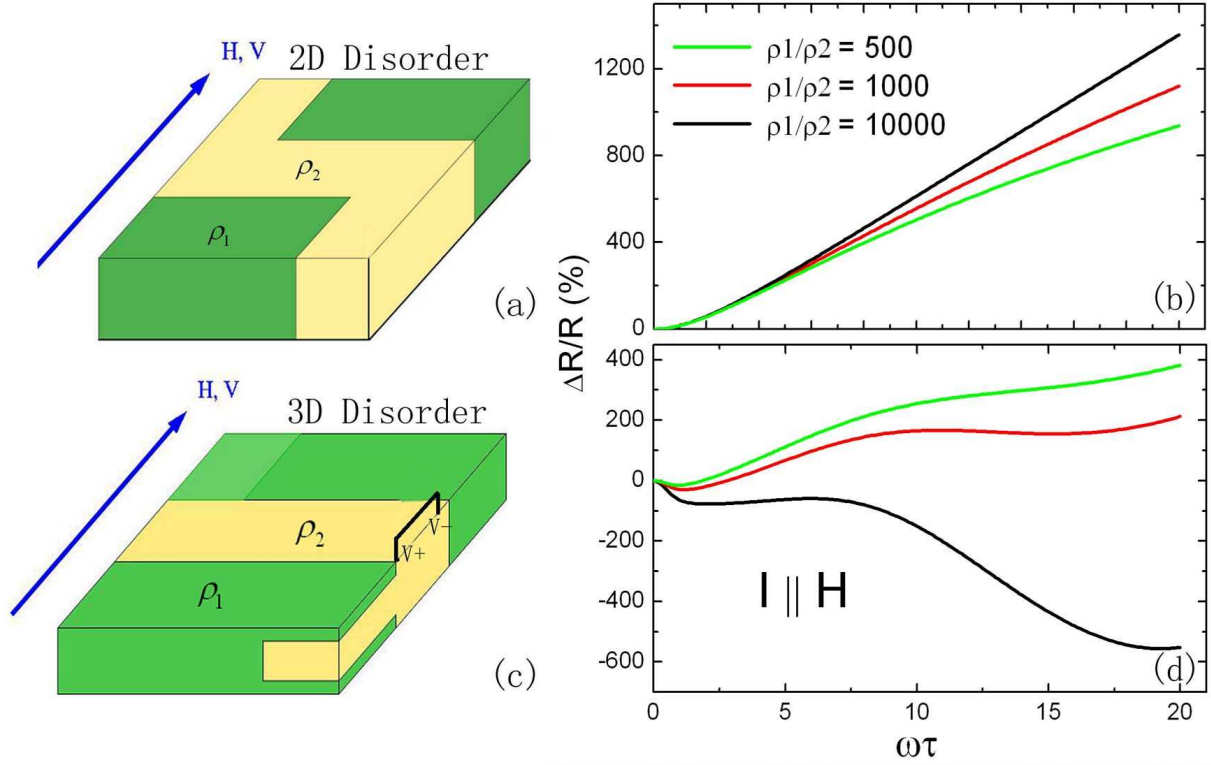 H, V
2D Disorder
ρ₂
ρ₁
(a)
H, V
3D Disorder
V-
V+
ρ₂
ρ₁
(c)
ΔR/R (%)
1200
800
400
0
ρ1/ρ2 = 500
ρ1/ρ2 = 1000
ρ1/ρ2 = 10000
(b)
400
200
0
-200
-400
-600
I || H
(d)
0 5 10 15 20
ωτ